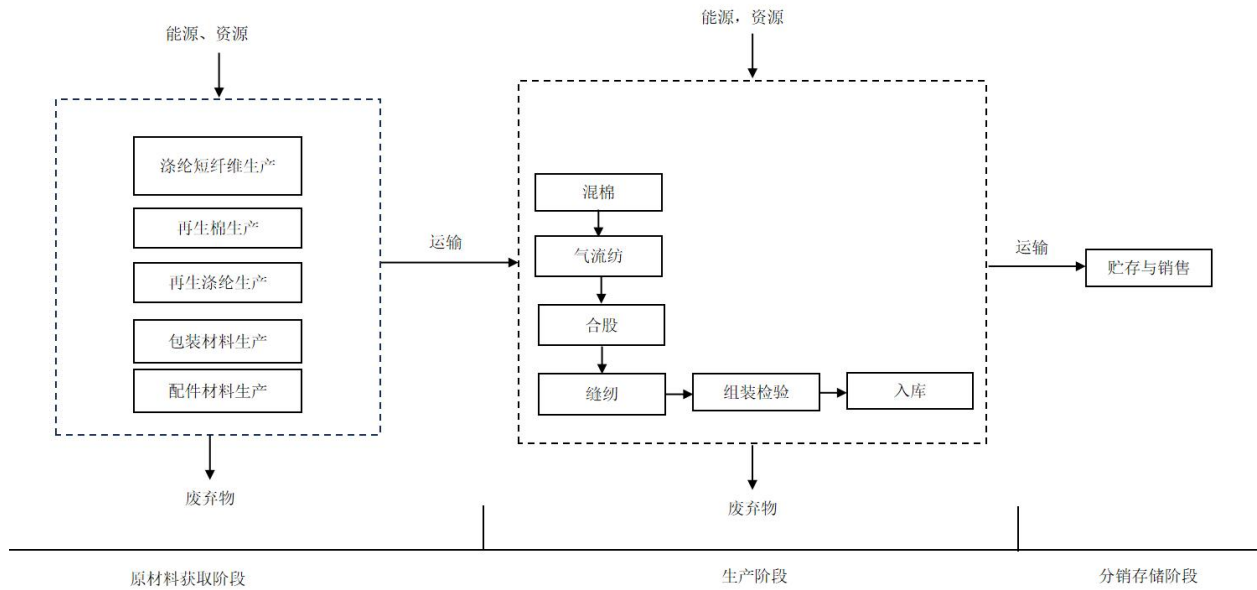 能源、资源
涤纶短纤维生产
再生棉生产
再生涤纶生产
包装材料生产
配件材料生产
废弃物
运输
能源，资源
混棉
气流纺
合股
缝纫
组装检验
入库
废弃物
运输
贮存与销售
原材料获取阶段
生产阶段
分销存储阶段